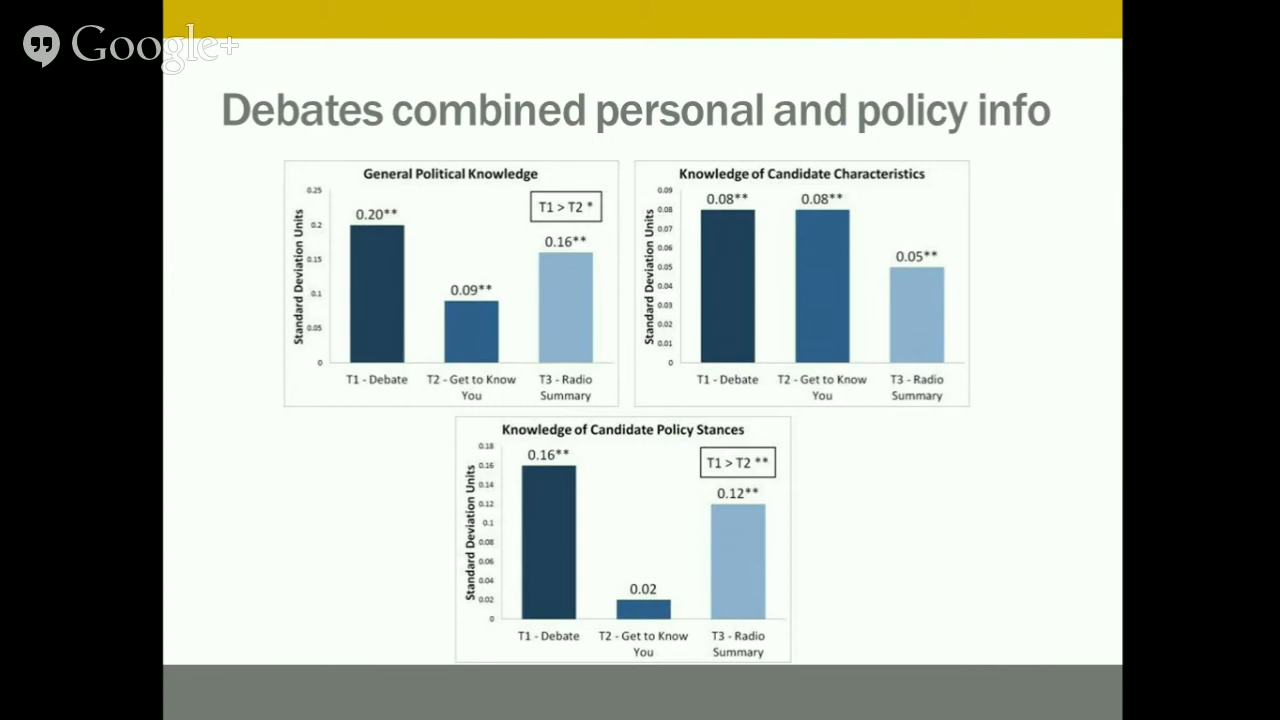 Google+
Debates combined personal and policy info
General Political Knowledge
Standard Deviation Units
0.25
0.2
0.15
0.1
0.05
0
0.20**
0.09**
0.16**
T1 > T2 *
T1 - Debate
T2 - Get to Know
You
T3 - Radio
Summary
Knowledge of Candidate Characteristics
Standard Deviation Units
0.09
0.08
0.07
0.06
0.05
0.04
0.03
0.02
0.01
0
0.08**
0.08**
0.05**
T1 - Debate
T2 - Get to Know
You
T3 - Radio
Summary
Knowledge of Candidate Policy Stances
Standard Deviation Units
0.18
0.16
0.14
0.12
0.1
0.08
0.06
0.04
0.02
0
0.16**
0.02
0.12**
T1 > T2 **
T1 - Debate
T2 - Get to Know
You
T3 - Radio
Summary